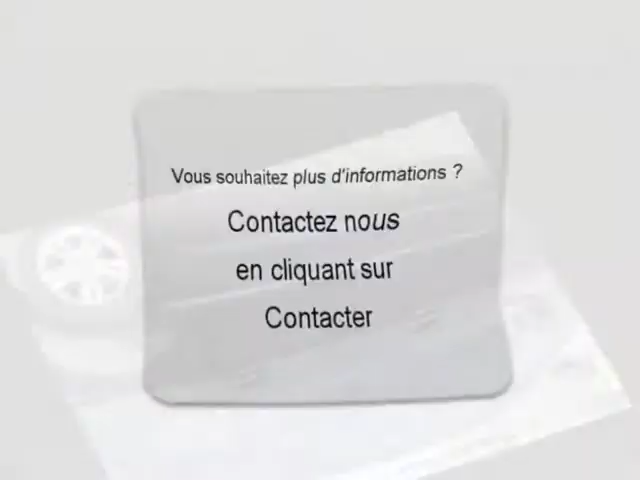 Vous souhaitez plus d'informations ?
Contactez nous
en cliquant sur
Contacter